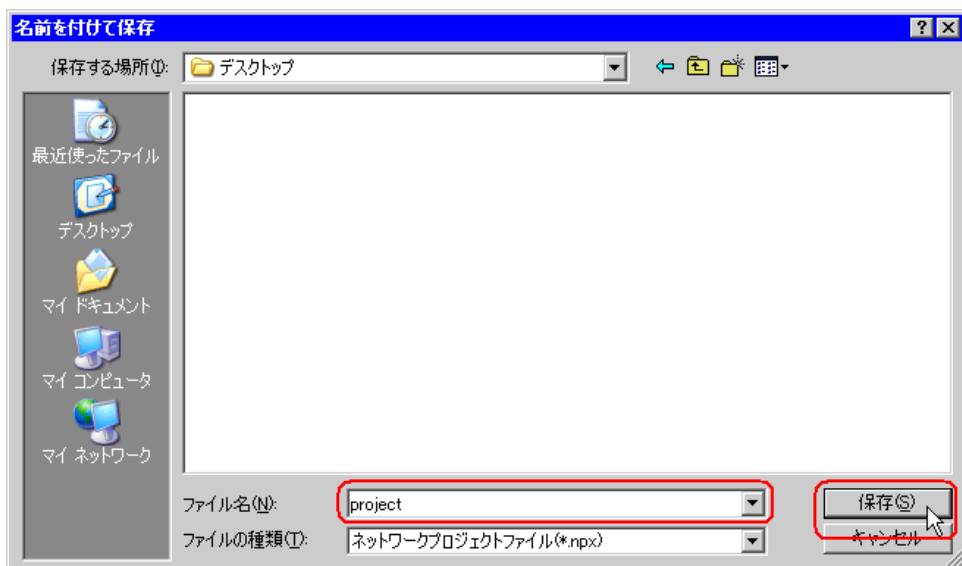 名前を付けて保存
保存する場所(I):
デスクトップ
最近使ったファイル
デスクトップ
マイ ドキュメント
マイ コンピュータ
マイ ネットワーク
ファイル名(N):
project
保存(S)
ファイルの種類(T):
ネットワークプロジェクトファイル(*.npx)
キャンセル